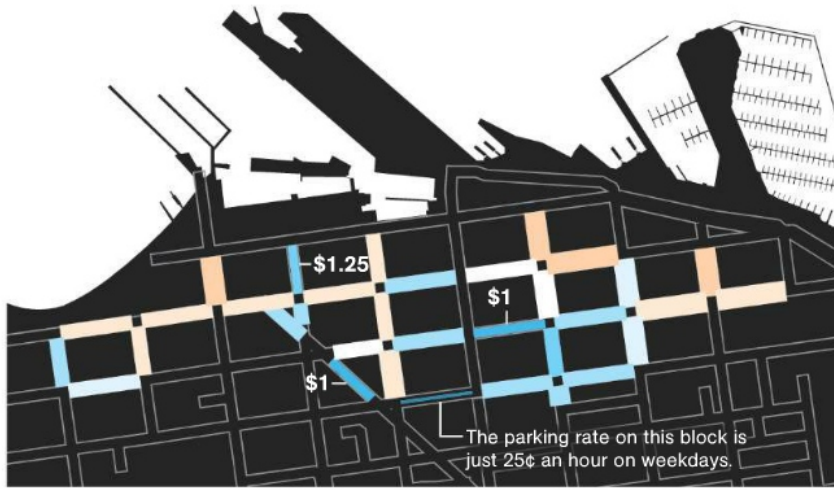 $1.25
$1
$1
The parking rate on this block is
just 25¢ an hour on weekdays.